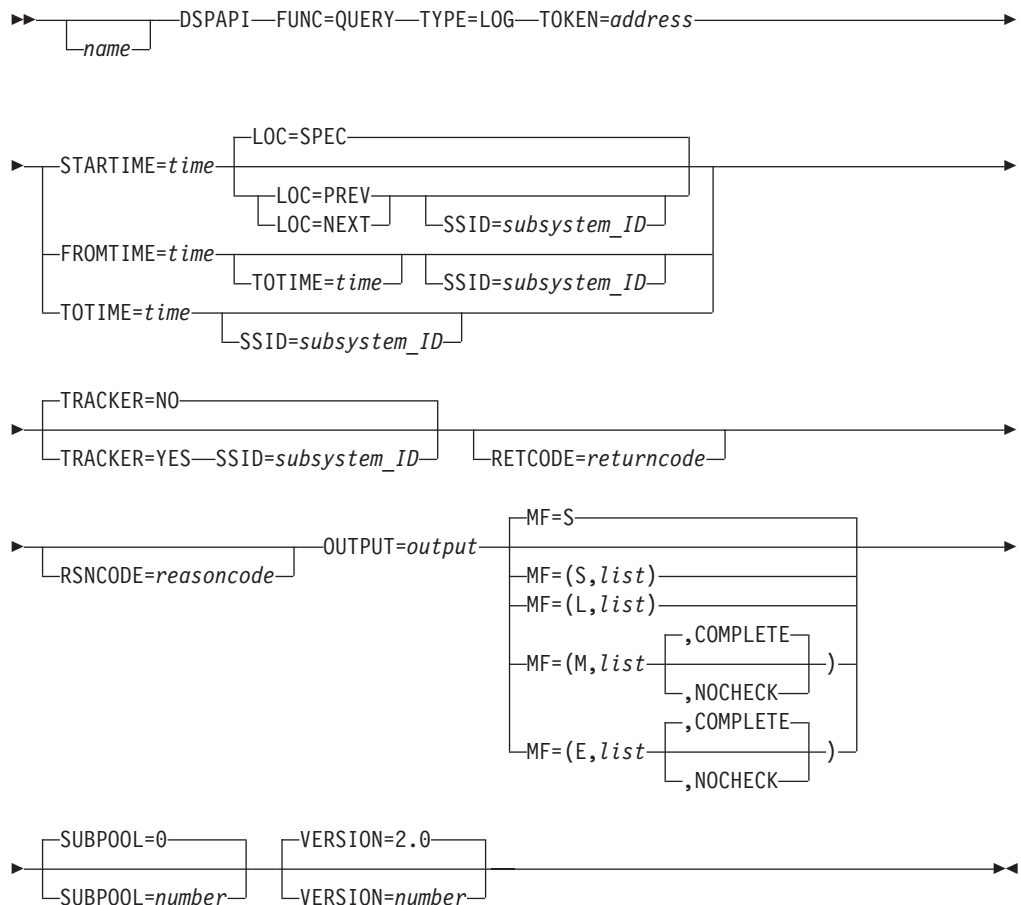 DSPAPI FUNC=QUERY TYPE=LOG TOKEN=address
name
LOC=SPEC
STARTIME=time
LOC=PREV
LOC=NEXT SSID=subsystem_ID
FROMTIME=time
TOTIME=time SSID=subsystem_ID
TOTIME=time
SSID=subsystem_ID
TRACKER=NO
TRACKER=YES SSID=subsystem_ID RETCODE=returncode
MF=S
OUTPUT=output
RSNCODE=reasoncode MF=(S,list)
MF=(L,list)
,COMPLETE
MF=(M,list )
,NOCHECK
,COMPLETE
MF=(E,list )
,NOCHECK
SUBPOOL=0 VERSION=2.0
SUBPOOL=number VERSION=number